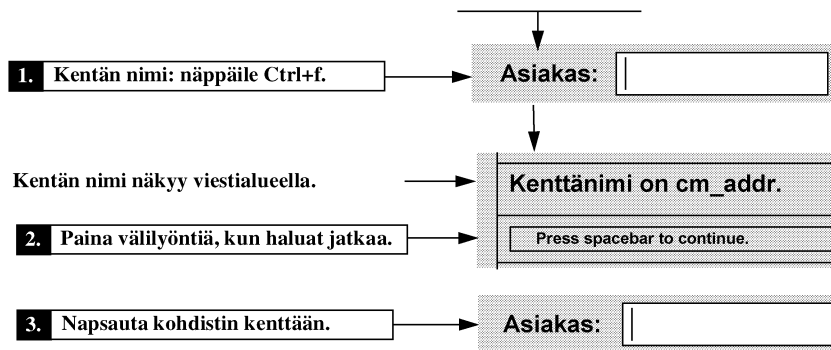 1. Kentän nimi: näppäile Ctrl+f.
Asiakas:
Kentän nimi näkyy viestialueella.
Kenttänimi on cm_addr.
2. Paina välilyöntiä, kun haluat jatkaa.
Press spacebar to continue.
3. Napsauta kohdistin kenttään.
Asiakas: